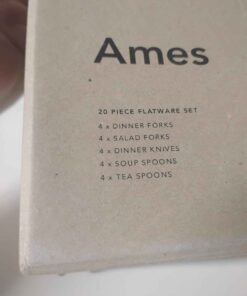 Ames
20 PIECE FLATWARE SET
4 x DINNER FORKS
4 x SALAD FORKS
4 x DINNER KNIVES
4 x SOUP SPOONS
4 x TEA SPOONS